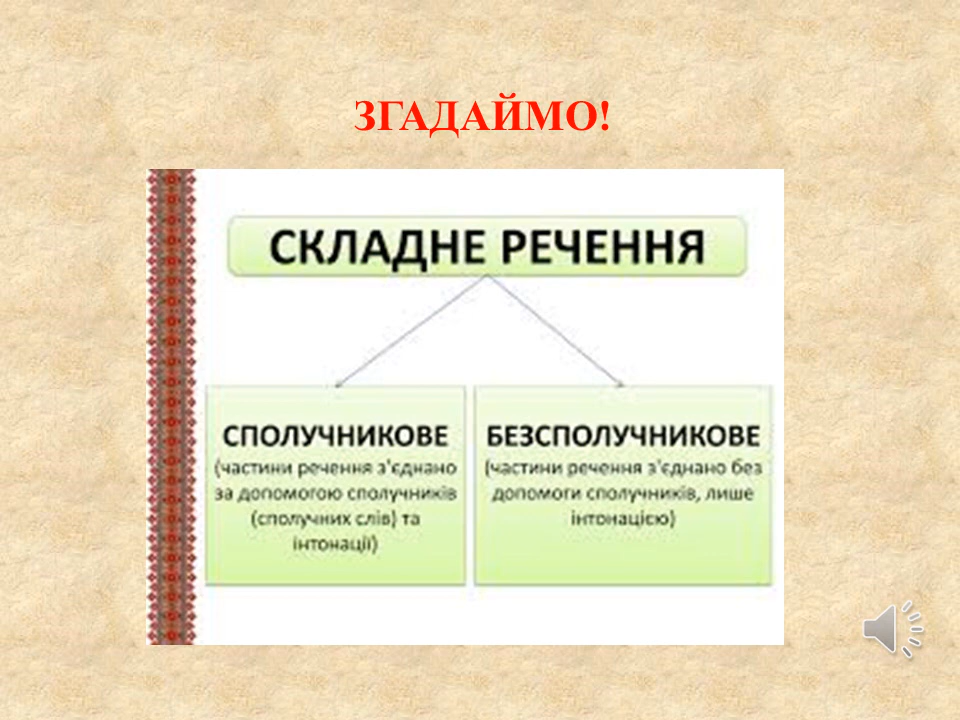 ЗГАДАЙМО!
СКЛАДНЕ РЕЧЕННЯ
СПОЛУЧНИКОВЕ
(частини речення з'єднано
за допомогою сполучників
(сполучних слів) та
інтонації)
БЕЗСПОЛУЧНИКОВЕ
(частини речення з'єднано без
допомоги сполучників, лише
інтонацією)